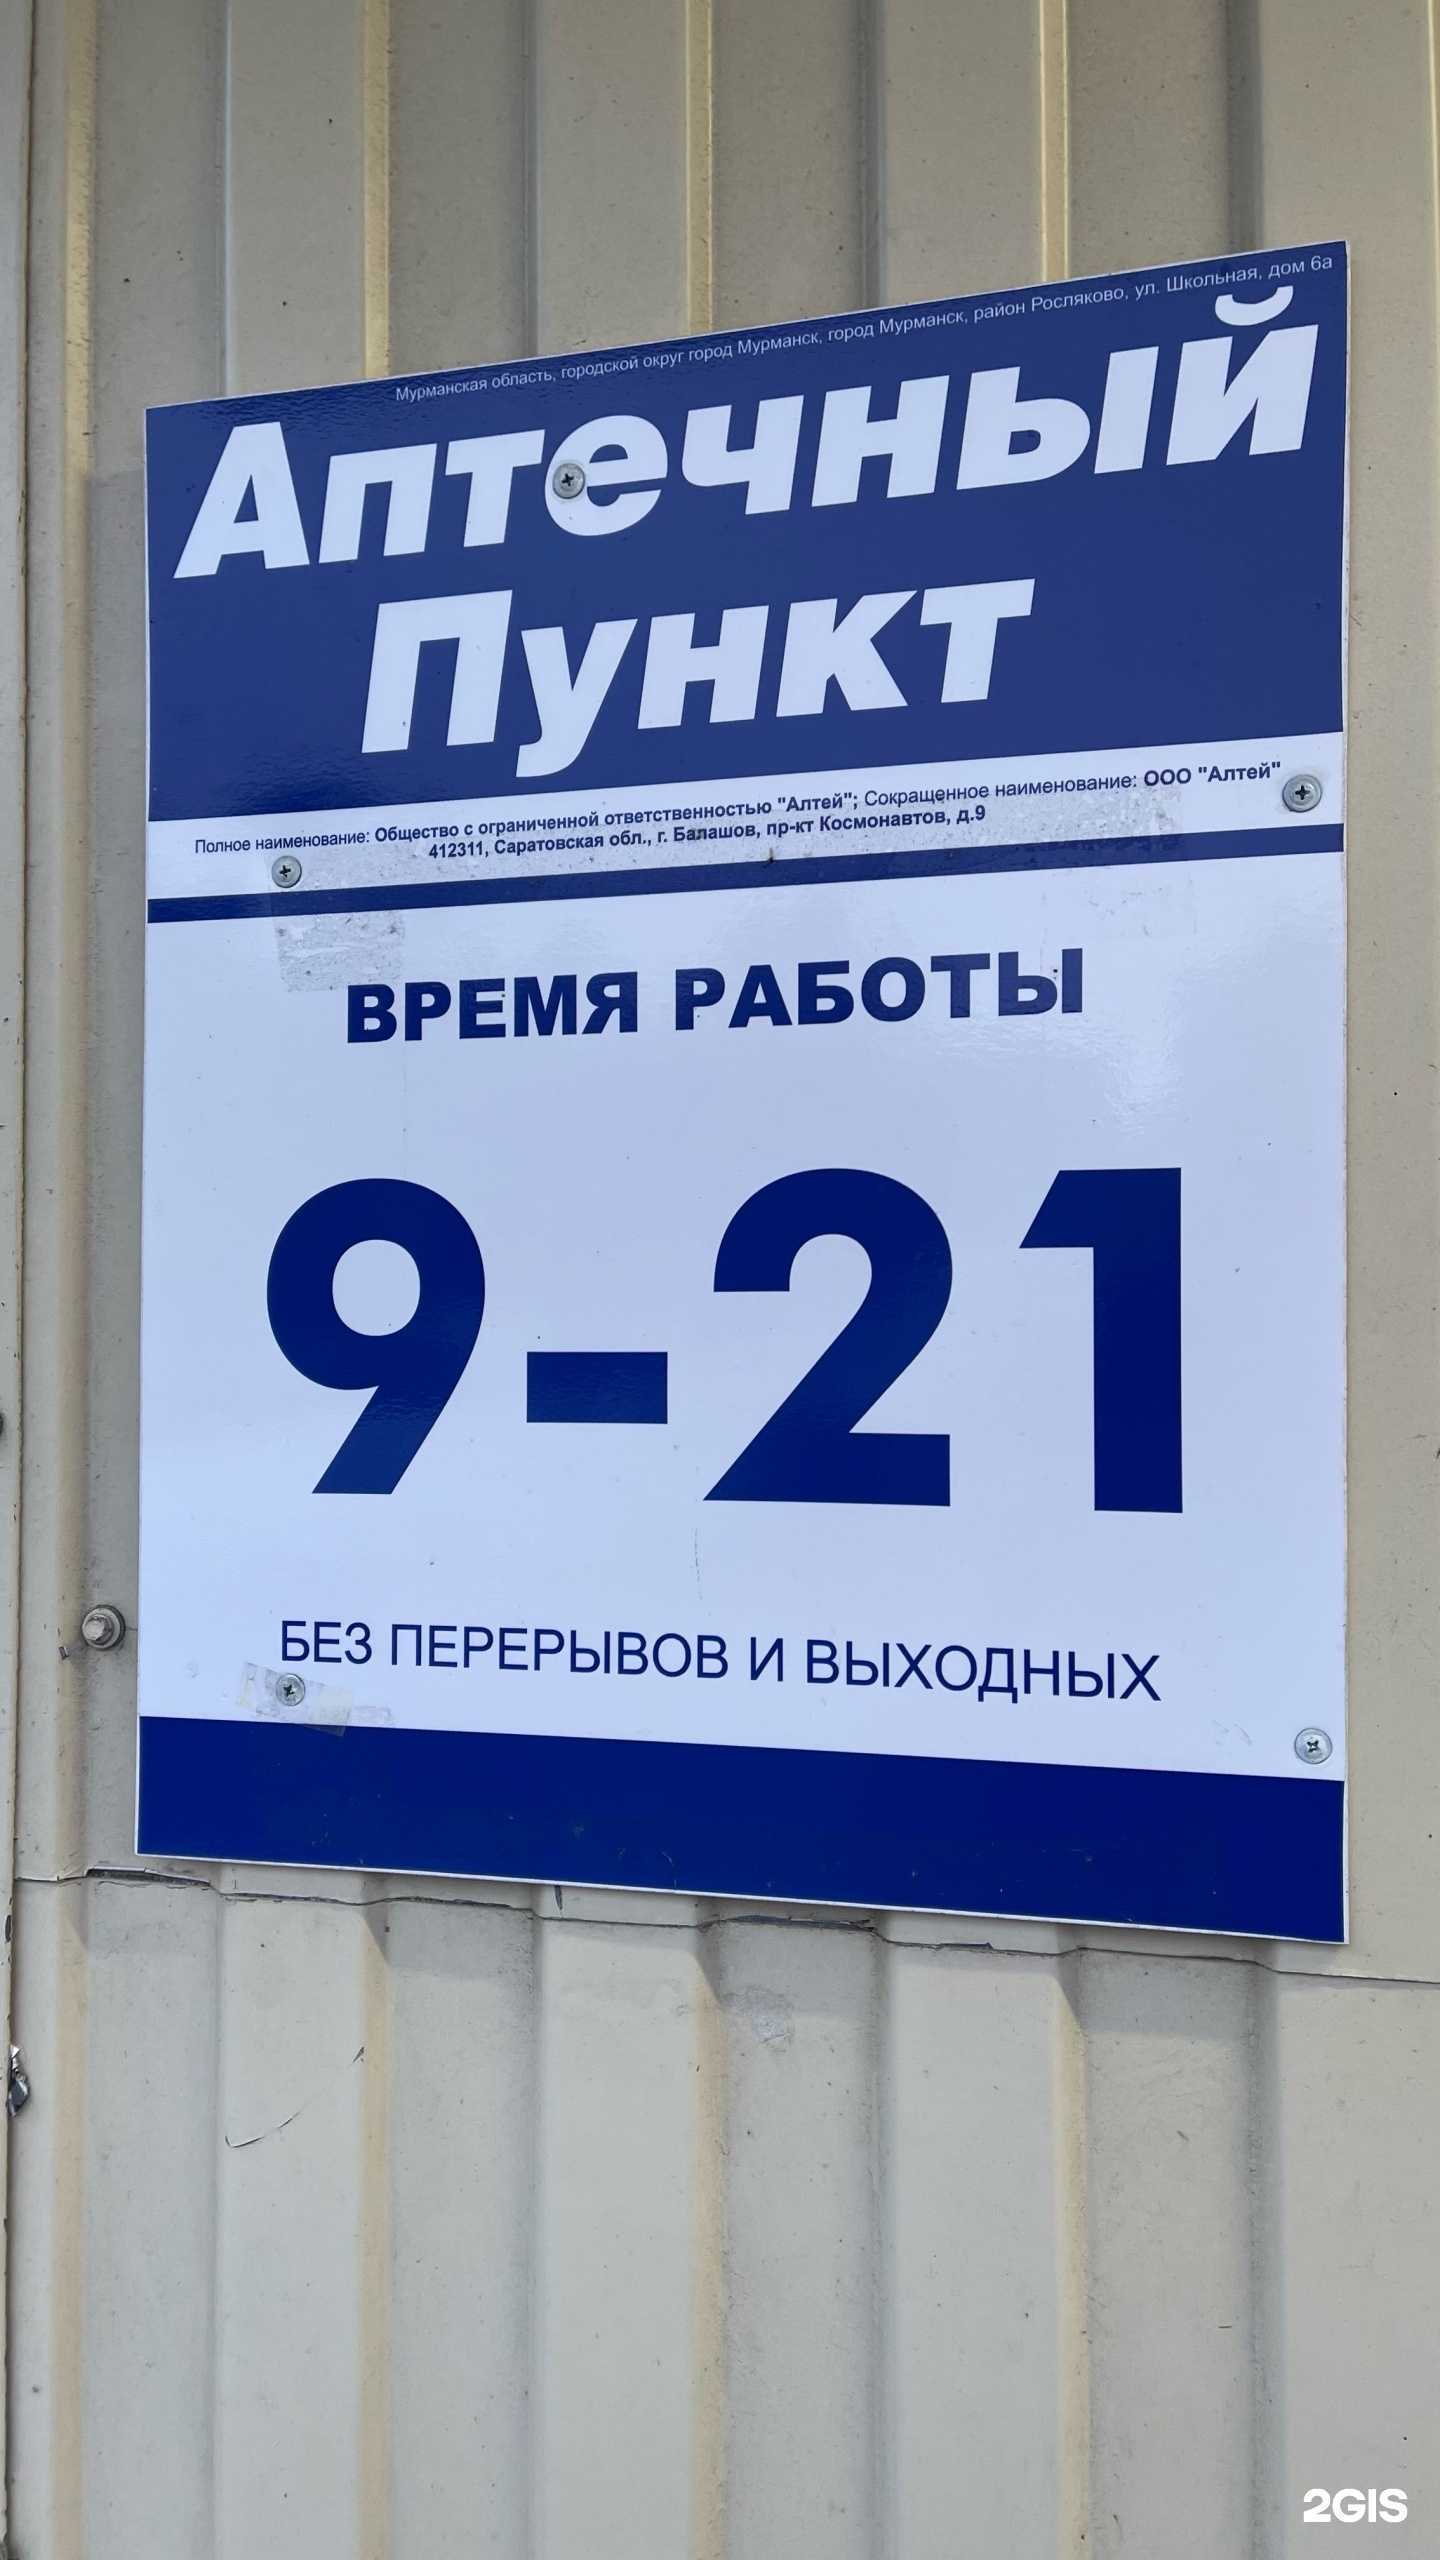 Мурманская область, городской округ город Мурманск, город Мурманск, район Росляково, ул. Школьная, дом 6а
Аптечный
Пункт
Полное наименование: Общество с ограниченной ответственностью "Алтей"; Сокращенное наименование: ООО "Алтей"
412311, Саратовская обл., г. Балашов, пр-кт Космонавтов, д.9
ВРЕМЯ РАБОТЫ
9-21
БЕЗ ПЕРЕРЫВОВ И ВЫХОДНЫХ
2GIS